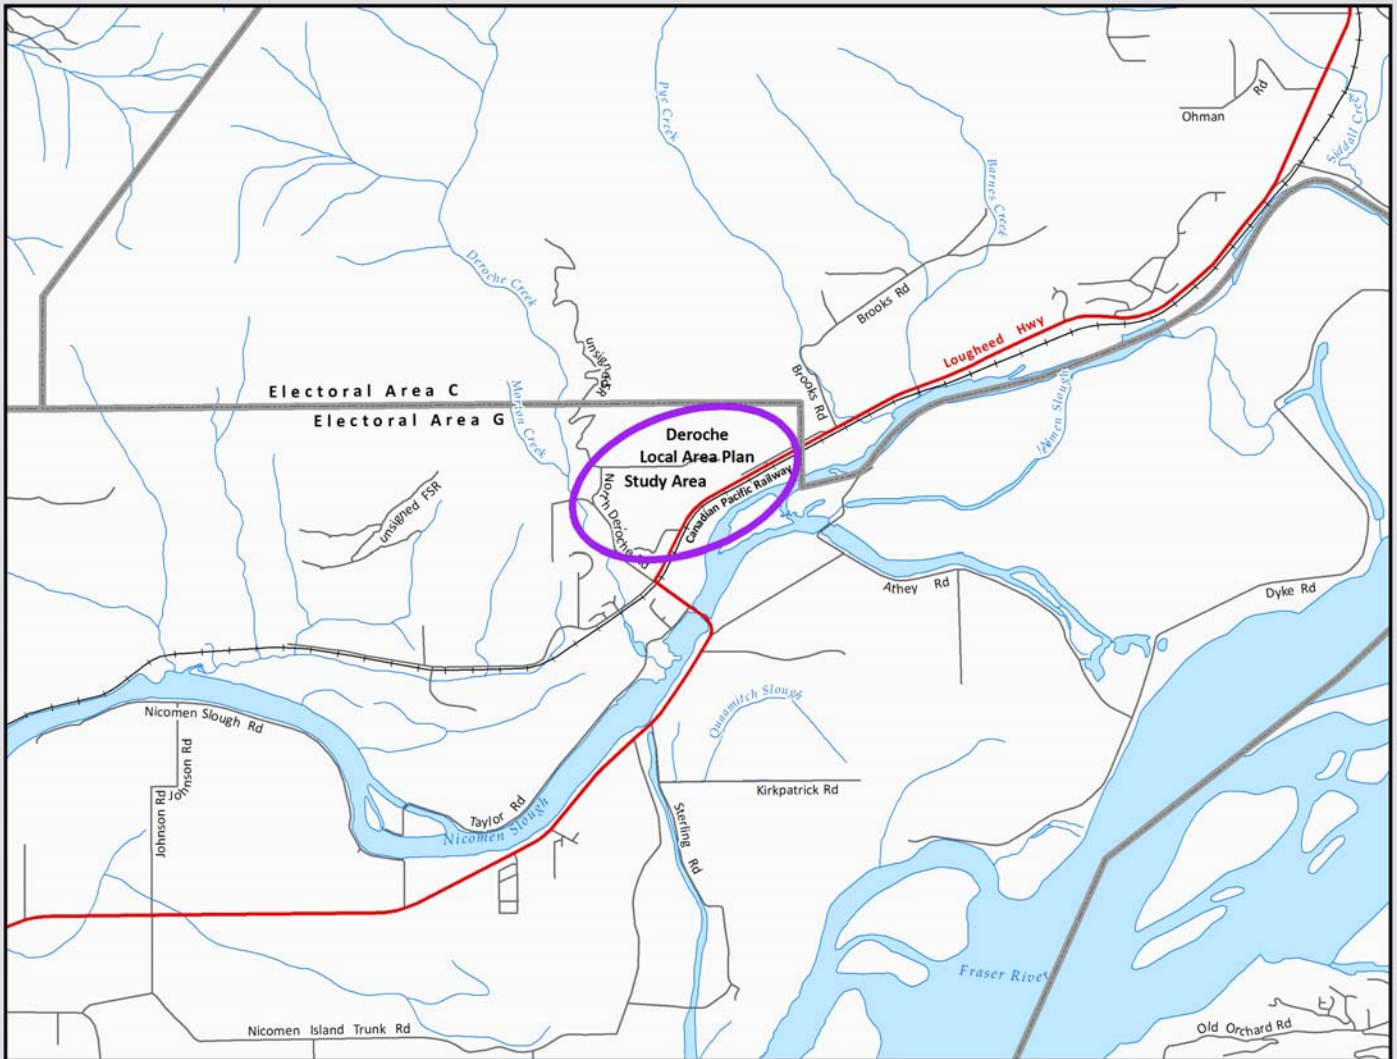 Pye Creek
Ohman
Rd
Siddall Creek
Barnes Creek
Deroche Creek
Brooks Rd
Lougheed Hwy
unsigned FSR
Brooks Rd
Electoral Area C
Electoral Area G
Morton Creek
Deroche
Local Area Plan
Study Area
Canadian Pacific Railway
North Deroche Rd
unsigned FSR
Slough
Athey Rd
Dyke Rd
Quaamitch Slough
Nicomen Slough Rd
Johnson Rd
Johnson Rd
Kirkpatrick Rd
Taylor Rd
Nicomen Slough
Sterling Rd
Fraser River
Nicomen Island Trunk Rd
Old Orchard Rd